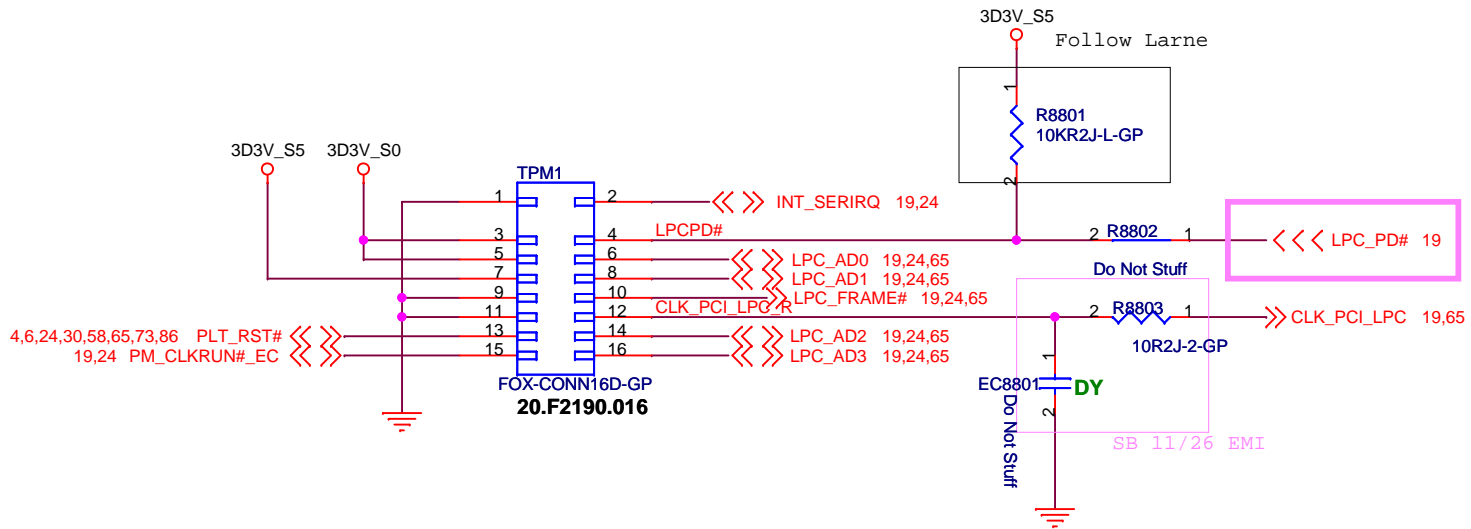 3D3V_S5
Follow Larne
1
R8801
10KR2J-L-GP
2
3D3V_S5
3D3V_S0
TPM1
1
2
INT_SERIRQ 19,24
3
4
LPCPD#
2
R8802
1
LPC_PD# 19
5
6
LPC_AD0 19,24,65
7
8
LPC_AD1 19,24,65
Do Not Stuff
9
10
LPC_FRAME# 19,24,65
11
12
CLK_PCI_LPC_R
2
R8803
1
CLK_PCI_LPC 19,65
10R2J-2-GP
4,6,24,30,58,65,73,86 PLT_RST#
13
14
LPC_AD2 19,24,65
19,24 PM_CLKRUN#_EC
15
16
LPC_AD3 19,24,65
FOX-CONN16D-GP
20.F2190.016
1
EC8801
DY
2
Do Not Stuff
SB 11/26 EMI